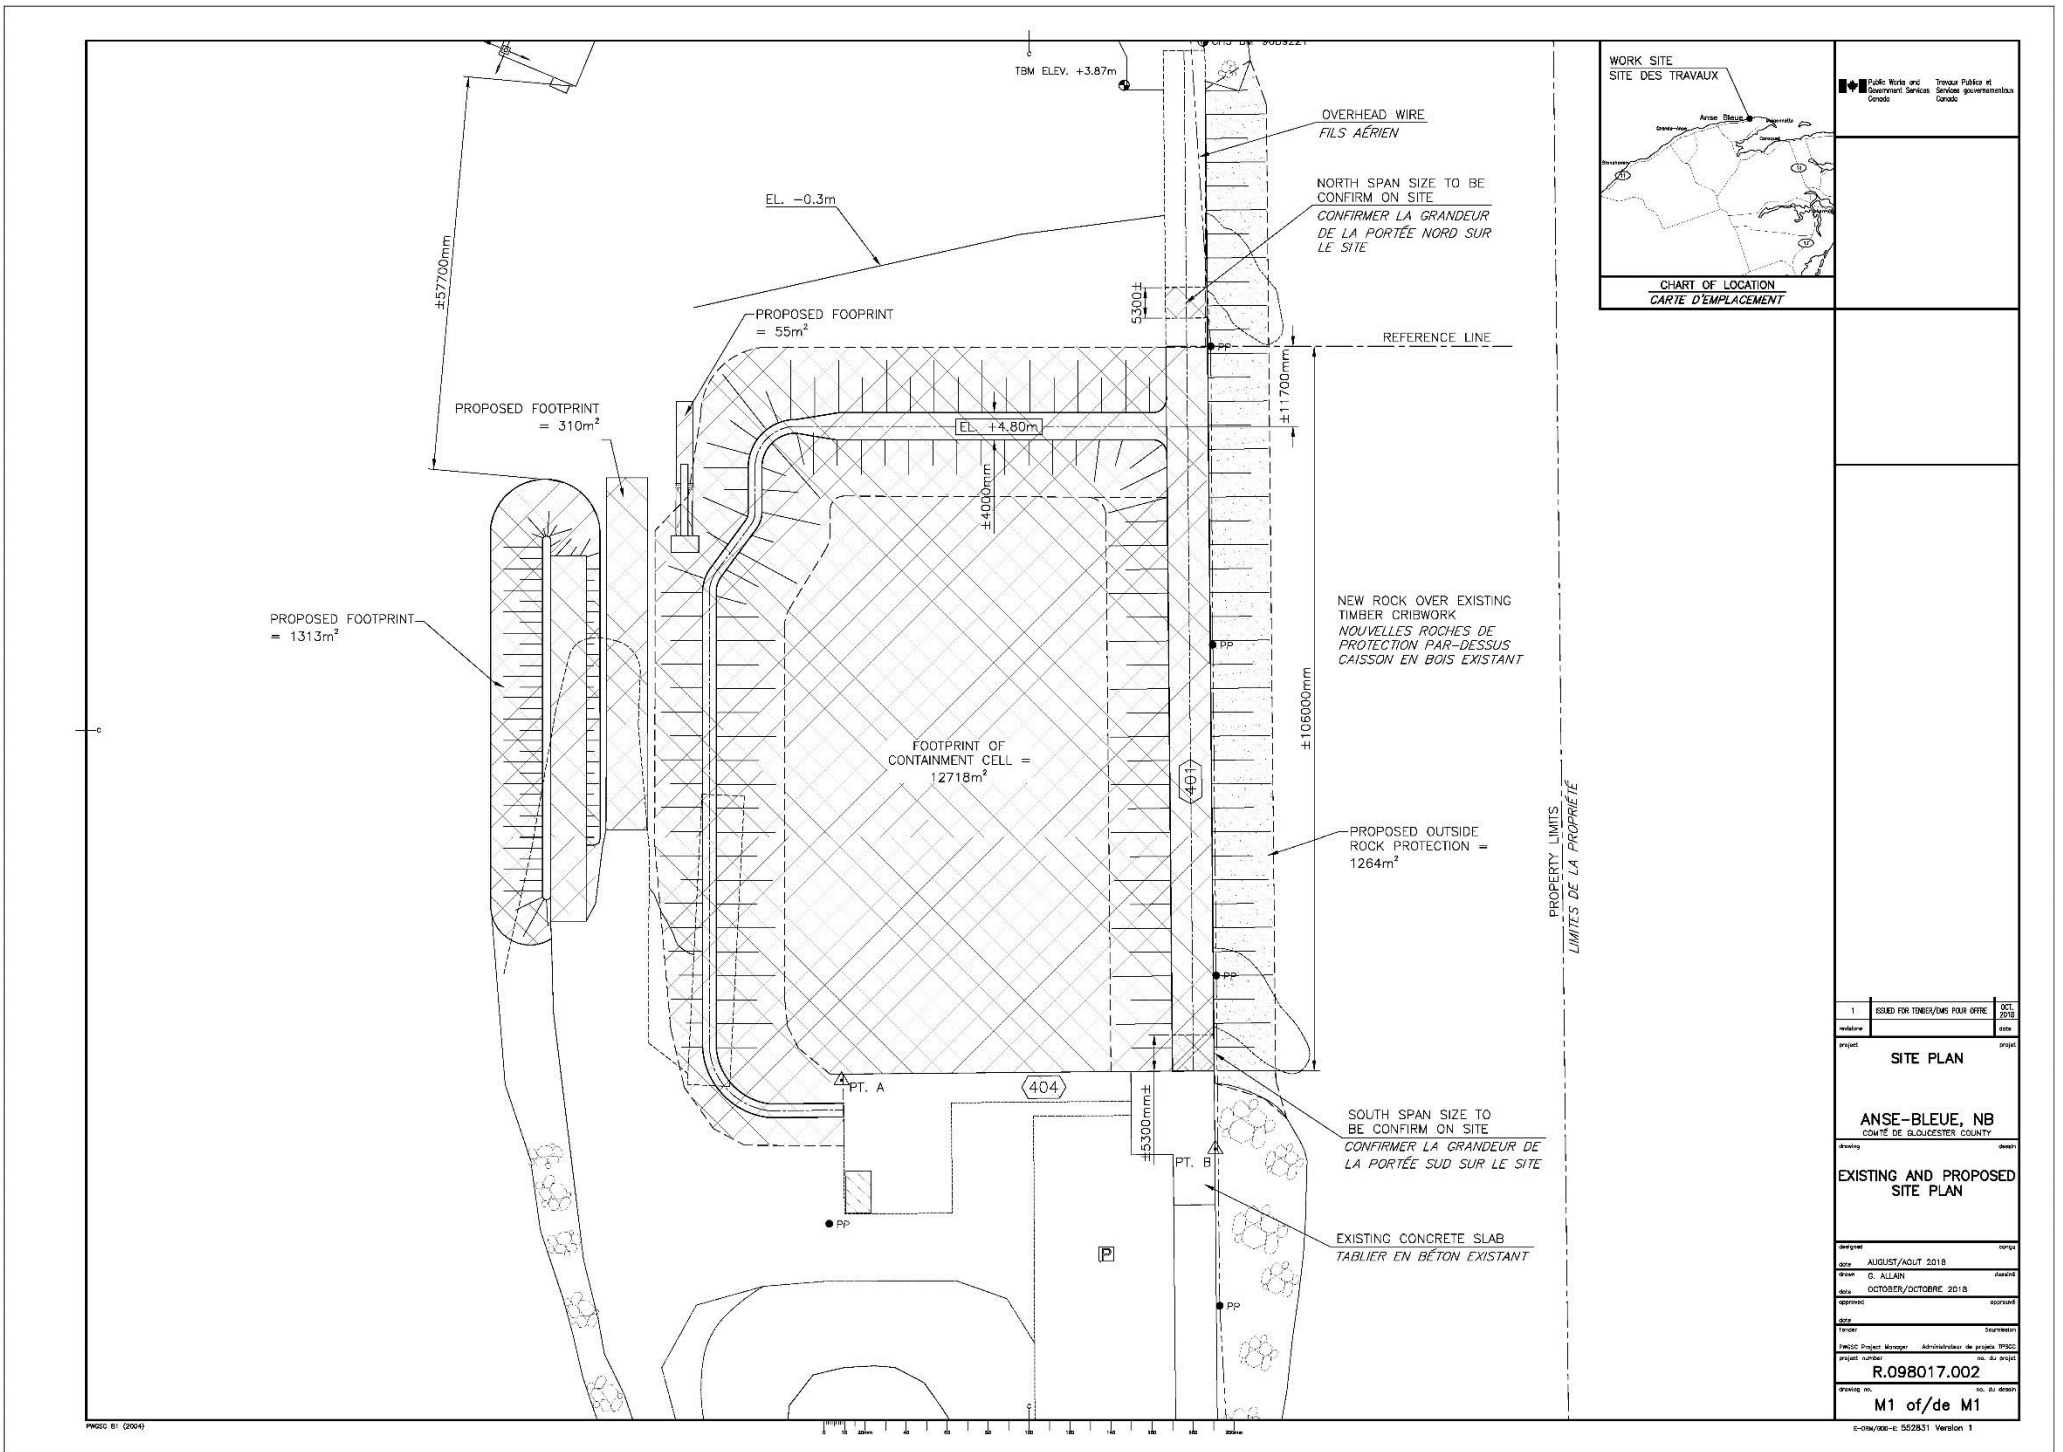 TBM ELEV. +3.87m
OVERHEAD WIRE
FILS AÉRIEN
NORTH SPAN SIZE TO BE
CONFIRM ON SITE
CONFIRMER LA GRANDEUR
DE LA PORTÉE NORD SUR
LE SITE
EL. -0.3m
±57700mm
5300±
PROPOSED FOOPRINT
= 55m²
REFERENCE LINE
PP
±11700mm
PROPOSED FOOTPRINT
= 310m²
EL. +4.80m
±4000mm
NEW ROCK OVER EXISTING
TIMBER CRIBWORK
NOUVELLES ROCHES DE
PROTECTION PAR-DESSUS
CAISSON EN BOIS EXISTANT
PROPOSED FOOTPRINT
= 1313m²
PP
±106000mm
FOOTPRINT OF
CONTAINMENT CELL =
12718m²
401
PROPERTY LIMITS
LIMITES DE LA PROPRIÉTÉ
PROPOSED OUTSIDE
ROCK PROTECTION =
1264m²
PP
PT. A
404
±5300mm±
SOUTH SPAN SIZE TO
BE CONFIRM ON SITE
CONFIRMER LA GRANDEUR DE
LA PORTÉE SUD SUR LE SITE
PT. B
PP
P
EXISTING CONCRETE SLAB
TABLIER EN BÉTON EXISTANT
PP
C
C
C
WORK SITE
SITE DES TRAVAUX
Anse Bleue
CHART OF LOCATION
CARTE D'EMPLACEMENT
Public Works and Travaux Publics et
Government Services Services gouvernementaux
Canada Canada
1 ISSUED FOR TENDER/EMIS POUR OFFRE OCT. 2018
revisions date
project projet
SITE PLAN
ANSE-BLEUE, NB
COMTÉ DE GLOUCESTER COUNTY
drawing dessin
EXISTING AND PROPOSED
SITE PLAN
designed conçu
date AUGUST/AOUT 2018
drawn G. ALLAIN dessiné
date OCTOBER/OCTOBRE 2018
approved approuvé
date
Tender Soumission
PWGSC Project Manager Administrateur de projets TPSGC
project number no. du projet
R.098017.002
drawing no. no. du dessin
M1 of/de M1
PWGSC B1 (2004)
552831 Version 1